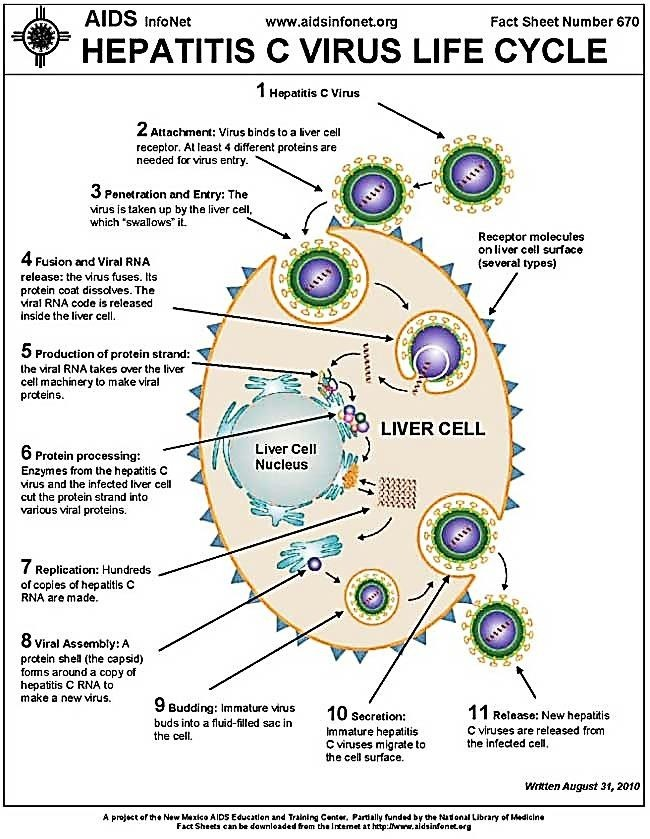 AIDS InfoNet www.aidsinfonet.org Fact Sheet Number 670
HEPATITIS C VIRUS LIFE CYCLE
1 Hepatitis C Virus
2 Attachment: Virus binds to a liver cell
receptor. At least 4 different proteins are
needed for virus entry.
3 Penetration and Entry: The
virus is taken up by the liver cell,
which "swallows" it.
Receptor molecules
on liver cell surface
(several types)
4 Fusion and Viral RNA
release: the virus fuses. Its
protein coat dissolves. The
viral RNA code is released
inside the liver cell.
5 Production of protein strand:
the viral RNA takes over the liver
cell machinery to make viral
proteins.
LIVER CELL
Liver Cell
Nucleus
6 Protein processing:
Enzymes from the hepatitis C
virus and the infected liver cell
cut the protein strand into
various viral proteins.
7 Replication: Hundreds
of copies of hepatitis C
RNA are made.
8 Viral Assembly: A
protein shell (the capsid)
forms around a copy of
hepatitis C RNA to
make a new virus.
9 Budding: Immature virus
buds into a fluid-filled sac in
the cell.
10 Secretion:
Immature hepatitis
C viruses migrate to
the cell surface.
11 Release: New hepatitis
C viruses are released from
the infected cell.
Written August 31, 2010
A project of the New Mexico AIDS Education and Training Center. Partially funded by the National Library of Medicine
Fact Sheets can be downloaded from the Internet at http://www.aidsinfonet.org